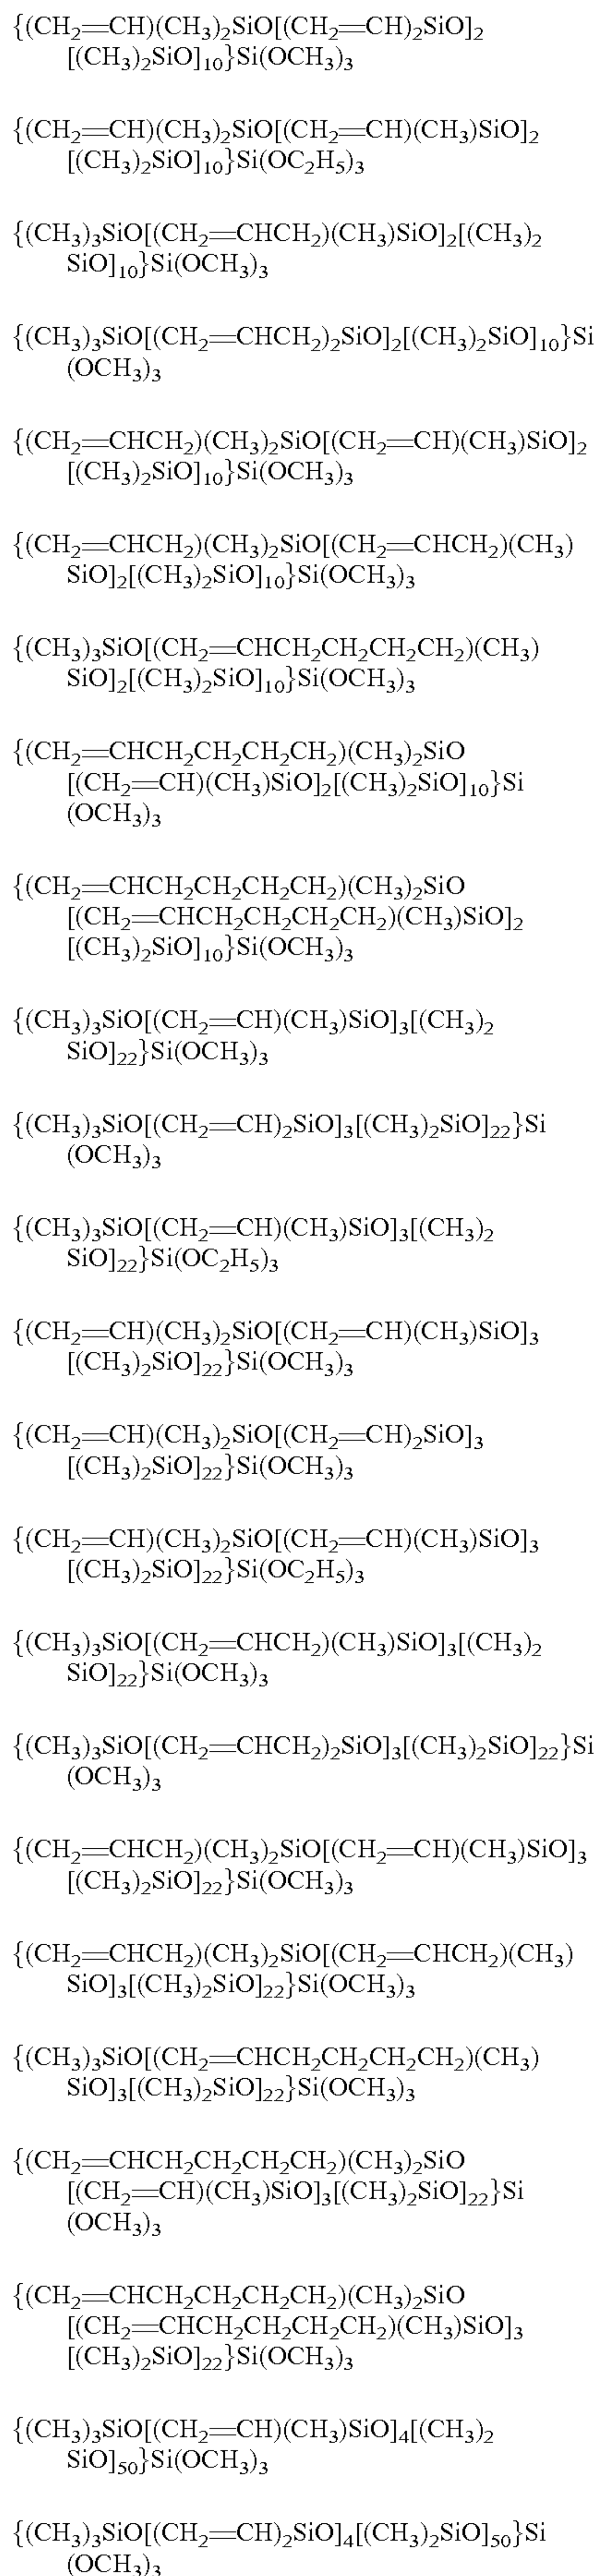 {(CH₂=CH)(CH₃)₂SiO[(CH₂=CH)₂SiO]₂
[(CH₃)₂SiO]₁₀}Si(OCH₃)₃
{(CH₂=CH)(CH₃)₂SiO[(CH₂=CH)(CH₃)SiO]₂
[(CH₃)₂SiO]₁₀}Si(OC₂H₅)₃
{(CH₃)₃SiO[(CH₂=CHCH₂)(CH₃)SiO]₂[(CH₃)₂
SiO]₁₀}Si(OCH₃)₃
{(CH₃)₃SiO[(CH₂=CHCH₂)₂SiO]₂[(CH₃)₂SiO]₁₀}Si
(OCH₃)₃
{(CH₂=CHCH₂)(CH₃)₂SiO[(CH₂=CH)(CH₃)SiO]₂
[(CH₃)₂SiO]₁₀}Si(OCH₃)₃
{(CH₂=CHCH₂)(CH₃)₂SiO[(CH₂=CHCH₂)(CH₃)
SiO]₂[(CH₃)₂SiO]₁₀}Si(OCH₃)₃
{(CH₃)₃SiO[(CH₂=CHCH₂CH₂CH₂CH₂)(CH₃)
SiO]₂[(CH₃)₂SiO]₁₀}Si(OCH₃)₃
{(CH₂=CHCH₂CH₂CH₂CH₂)(CH₃)₂SiO
[(CH₂=CH)(CH₃)SiO]₂[(CH₃)₂SiO]₁₀}Si
(OCH₃)₃
{(CH₂=CHCH₂CH₂CH₂CH₂)(CH₃)₂SiO
[(CH₂=CHCH₂CH₂CH₂CH₂)(CH₃)SiO]₂
[(CH₃)₂SiO]₁₀}Si(OCH₃)₃
{(CH₃)₃SiO[(CH₂=CH)(CH₃)SiO]₃[(CH₃)₂
SiO]₂₂}Si(OCH₃)₃
{(CH₃)₃SiO[(CH₂=CH)₂SiO]₃[(CH₃)₂SiO]₂₂}Si
(OCH₃)₃
{(CH₃)₃SiO[(CH₂=CH)(CH₃)SiO]₃[(CH₃)₂
SiO]₂₂}Si(OC₂H₅)₃
{(CH₂=CH)(CH₃)₂SiO[(CH₂=CH)(CH₃)SiO]₃
[(CH₃)₂SiO]₂₂}Si(OCH₃)₃
{(CH₂=CH)(CH₃)₂SiO[(CH₂=CH)₂SiO]₃
[(CH₃)₂SiO]₂₂}Si(OCH₃)₃
{(CH₂=CH)(CH₃)₂SiO[(CH₂=CH)(CH₃)SiO]₃
[(CH₃)₂SiO]₂₂}Si(OC₂H₅)₃
{(CH₃)₃SiO[(CH₂=CHCH₂)(CH₃)SiO]₃[(CH₃)₂
SiO]₂₂}Si(OCH₃)₃
{(CH₃)₃SiO[(CH₂=CHCH₂)₂SiO]₃[(CH₃)₂SiO]₂₂}Si
(OCH₃)₃
{(CH₂=CHCH₂)(CH₃)₂SiO[(CH₂=CH)(CH₃)SiO]₃
[(CH₃)₂SiO]₂₂}Si(OCH₃)₃
{(CH₂=CHCH₂)(CH₃)₂SiO[(CH₂=CHCH₂)(CH₃)
SiO]₃[(CH₃)₂SiO]₂₂}Si(OCH₃)₃
{(CH₃)₃SiO[(CH₂=CHCH₂CH₂CH₂CH₂)(CH₃)
SiO]₃[(CH₃)₂SiO]₂₂}Si(OCH₃)₃
{(CH₂=CHCH₂CH₂CH₂CH₂)(CH₃)₂SiO
[(CH₂=CH)(CH₃)SiO]₃[(CH₃)₂SiO]₂₂}Si
(OCH₃)₃
{(CH₂=CHCH₂CH₂CH₂CH₂)(CH₃)₂SiO
[(CH₂=CHCH₂CH₂CH₂CH₂)(CH₃)SiO]₃
[(CH₃)₂SiO]₂₂}Si(OCH₃)₃
{(CH₃)₃SiO[(CH₂=CH)(CH₃)SiO]₄[(CH₃)₂
SiO]₅₀}Si(OCH₃)₃
{(CH₃)₃SiO[(CH₂=CH)₂SiO]₄[(CH₃)₂SiO]₅₀}Si
(OCH₃)₃